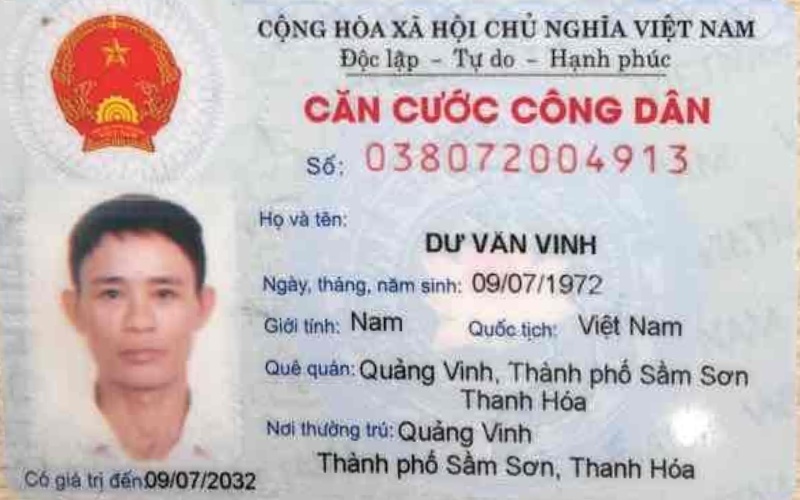 CỘNG HÒA XÃ HỘI CHỦ NGHĨA VIỆT NAM
Độc lập - Tự do - Hạnh phúc
CĂN CƯỚC CÔNG DÂN
Số: 038072004913
Họ và tên:
DƯ VĂN VINH
Ngày, tháng, năm sinh: 09/07/1972
Giới tính: Nam Quốc tịch: Việt Nam
Quê quán: Quảng Vinh, Thành phố Sầm Sơn
Thanh Hóa
Nơi thường trú: Quảng Vinh
Thành phố Sầm Sơn, Thanh Hóa
Có giá trị đến: 09/07/2032